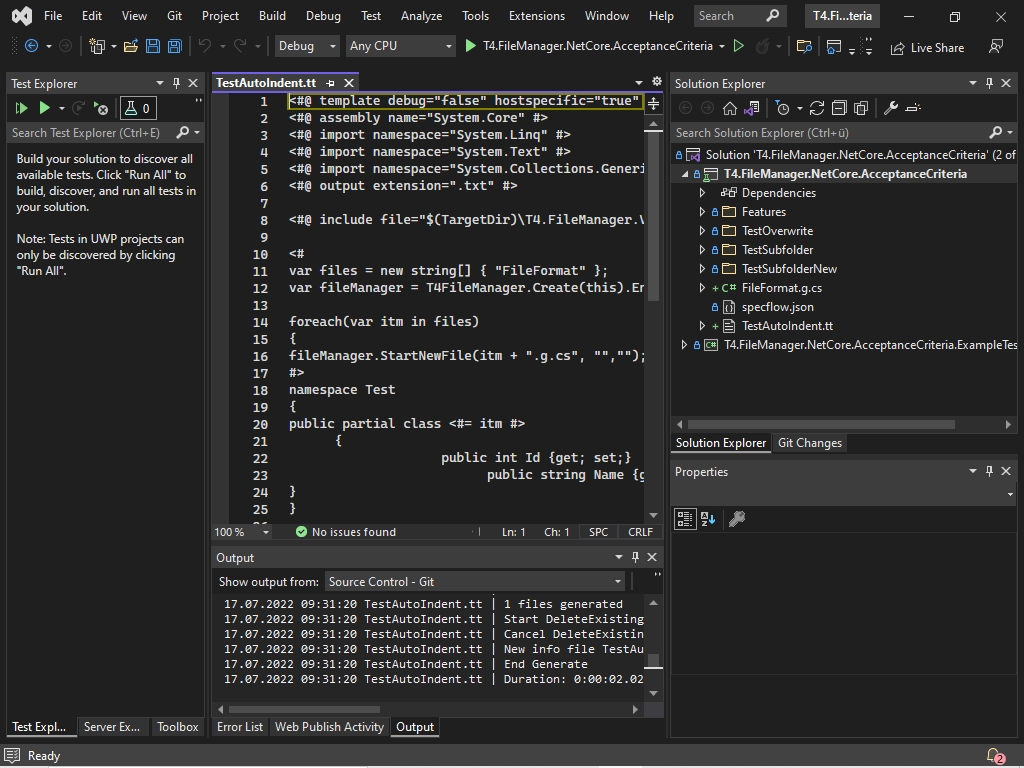 File Edit View Git Project Build Debug Test Analyze Tools Extensions Window Help Search T4.Fi...teria
Debug Any CPU T4.FileManager.NetCore.AcceptanceCriteria Live Share
Test Explorer
0
Search Test Explorer (Ctrl+E)
Build your solution to discover all
available tests. Click "Run All" to
build, discover, and run all tests in
your solution.
Note: Tests in UWP projects can
only be discovered by clicking
"Run All".
Test Expl... Server Ex... Toolbox
TestAutoIndent.tt
1 <#@ template debug="false" hostspecific="true"
2 <#@ assembly name="System.Core" #>
3 <#@ import namespace="System.Linq" #>
4 <#@ import namespace="System.Text" #>
5 <#@ import namespace="System.Collections.Generi
6 <#@ output extension=".txt" #>
7
8 <#@ include file="$(TargetDir)\T4.FileManager.V
9
10 <#
11 var files = new string[] { "FileFormat" };
12 var fileManager = T4FileManager.Create(this).En
13
14 foreach(var itm in files)
15 {
16 fileManager.StartNewFile(itm + ".g.cs", "","");
17 #>
18 namespace Test
19 {
20 public partial class <#= itm #>
21 {
22 public int Id {get; set;}
23 public string Name {g
24 }
25 }
100 % No issues found Ln: 1 Ch: 1 SPC CRLF
Output
Show output from: Source Control - Git
17.07.2022 09:31:20 TestAutoIndent.tt | 1 files generated
17.07.2022 09:31:20 TestAutoIndent.tt | Start DeleteExisting
17.07.2022 09:31:20 TestAutoIndent.tt | Cancel DeleteExistin
17.07.2022 09:31:20 TestAutoIndent.tt | New info file TestAu
17.07.2022 09:31:20 TestAutoIndent.tt | End Generate
17.07.2022 09:31:20 TestAutoIndent.tt | Duration: 0:00:02.02
Error List Web Publish Activity Output
Solution Explorer
Search Solution Explorer (Ctrl+ü)
Solution 'T4.FileManager.NetCore.AcceptanceCriteria' (2 of
T4.FileManager.NetCore.AcceptanceCriteria
Dependencies
Features
TestOverwrite
TestSubfolder
TestSubfolderNew
+ C# FileFormat.g.cs
specflow.json
+ TestAutoIndent.tt
C# T4.FileManager.NetCore.AcceptanceCriteria.ExampleTes
Solution Explorer Git Changes
Properties
Ready 2